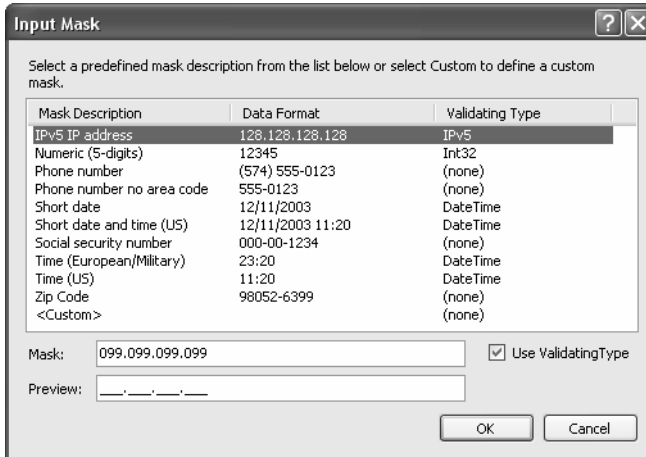 Input Mask
Select a predefined mask description from the list below or select Custom to define a custom
mask.
Mask Description Data Format Validating Type
IPv5 IP address 128.128.128.128 IPv5
Numeric (5-digits) 12345 Int32
Phone number (574) 555-0123 (none)
Phone number no area code 555-0123 (none)
Short date 12/11/2003 DateTime
Short date and time (US) 12/11/2003 11:20 DateTime
Social security number 000-00-1234 (none)
Time (European/Military) 23:20 DateTime
Time (US) 11:20 DateTime
Zip Code 98052-6399 (none)
<Custom> (none)
Mask: 099.099.099.099 Use ValidatingType
Preview: ___.___.___.___
OK Cancel